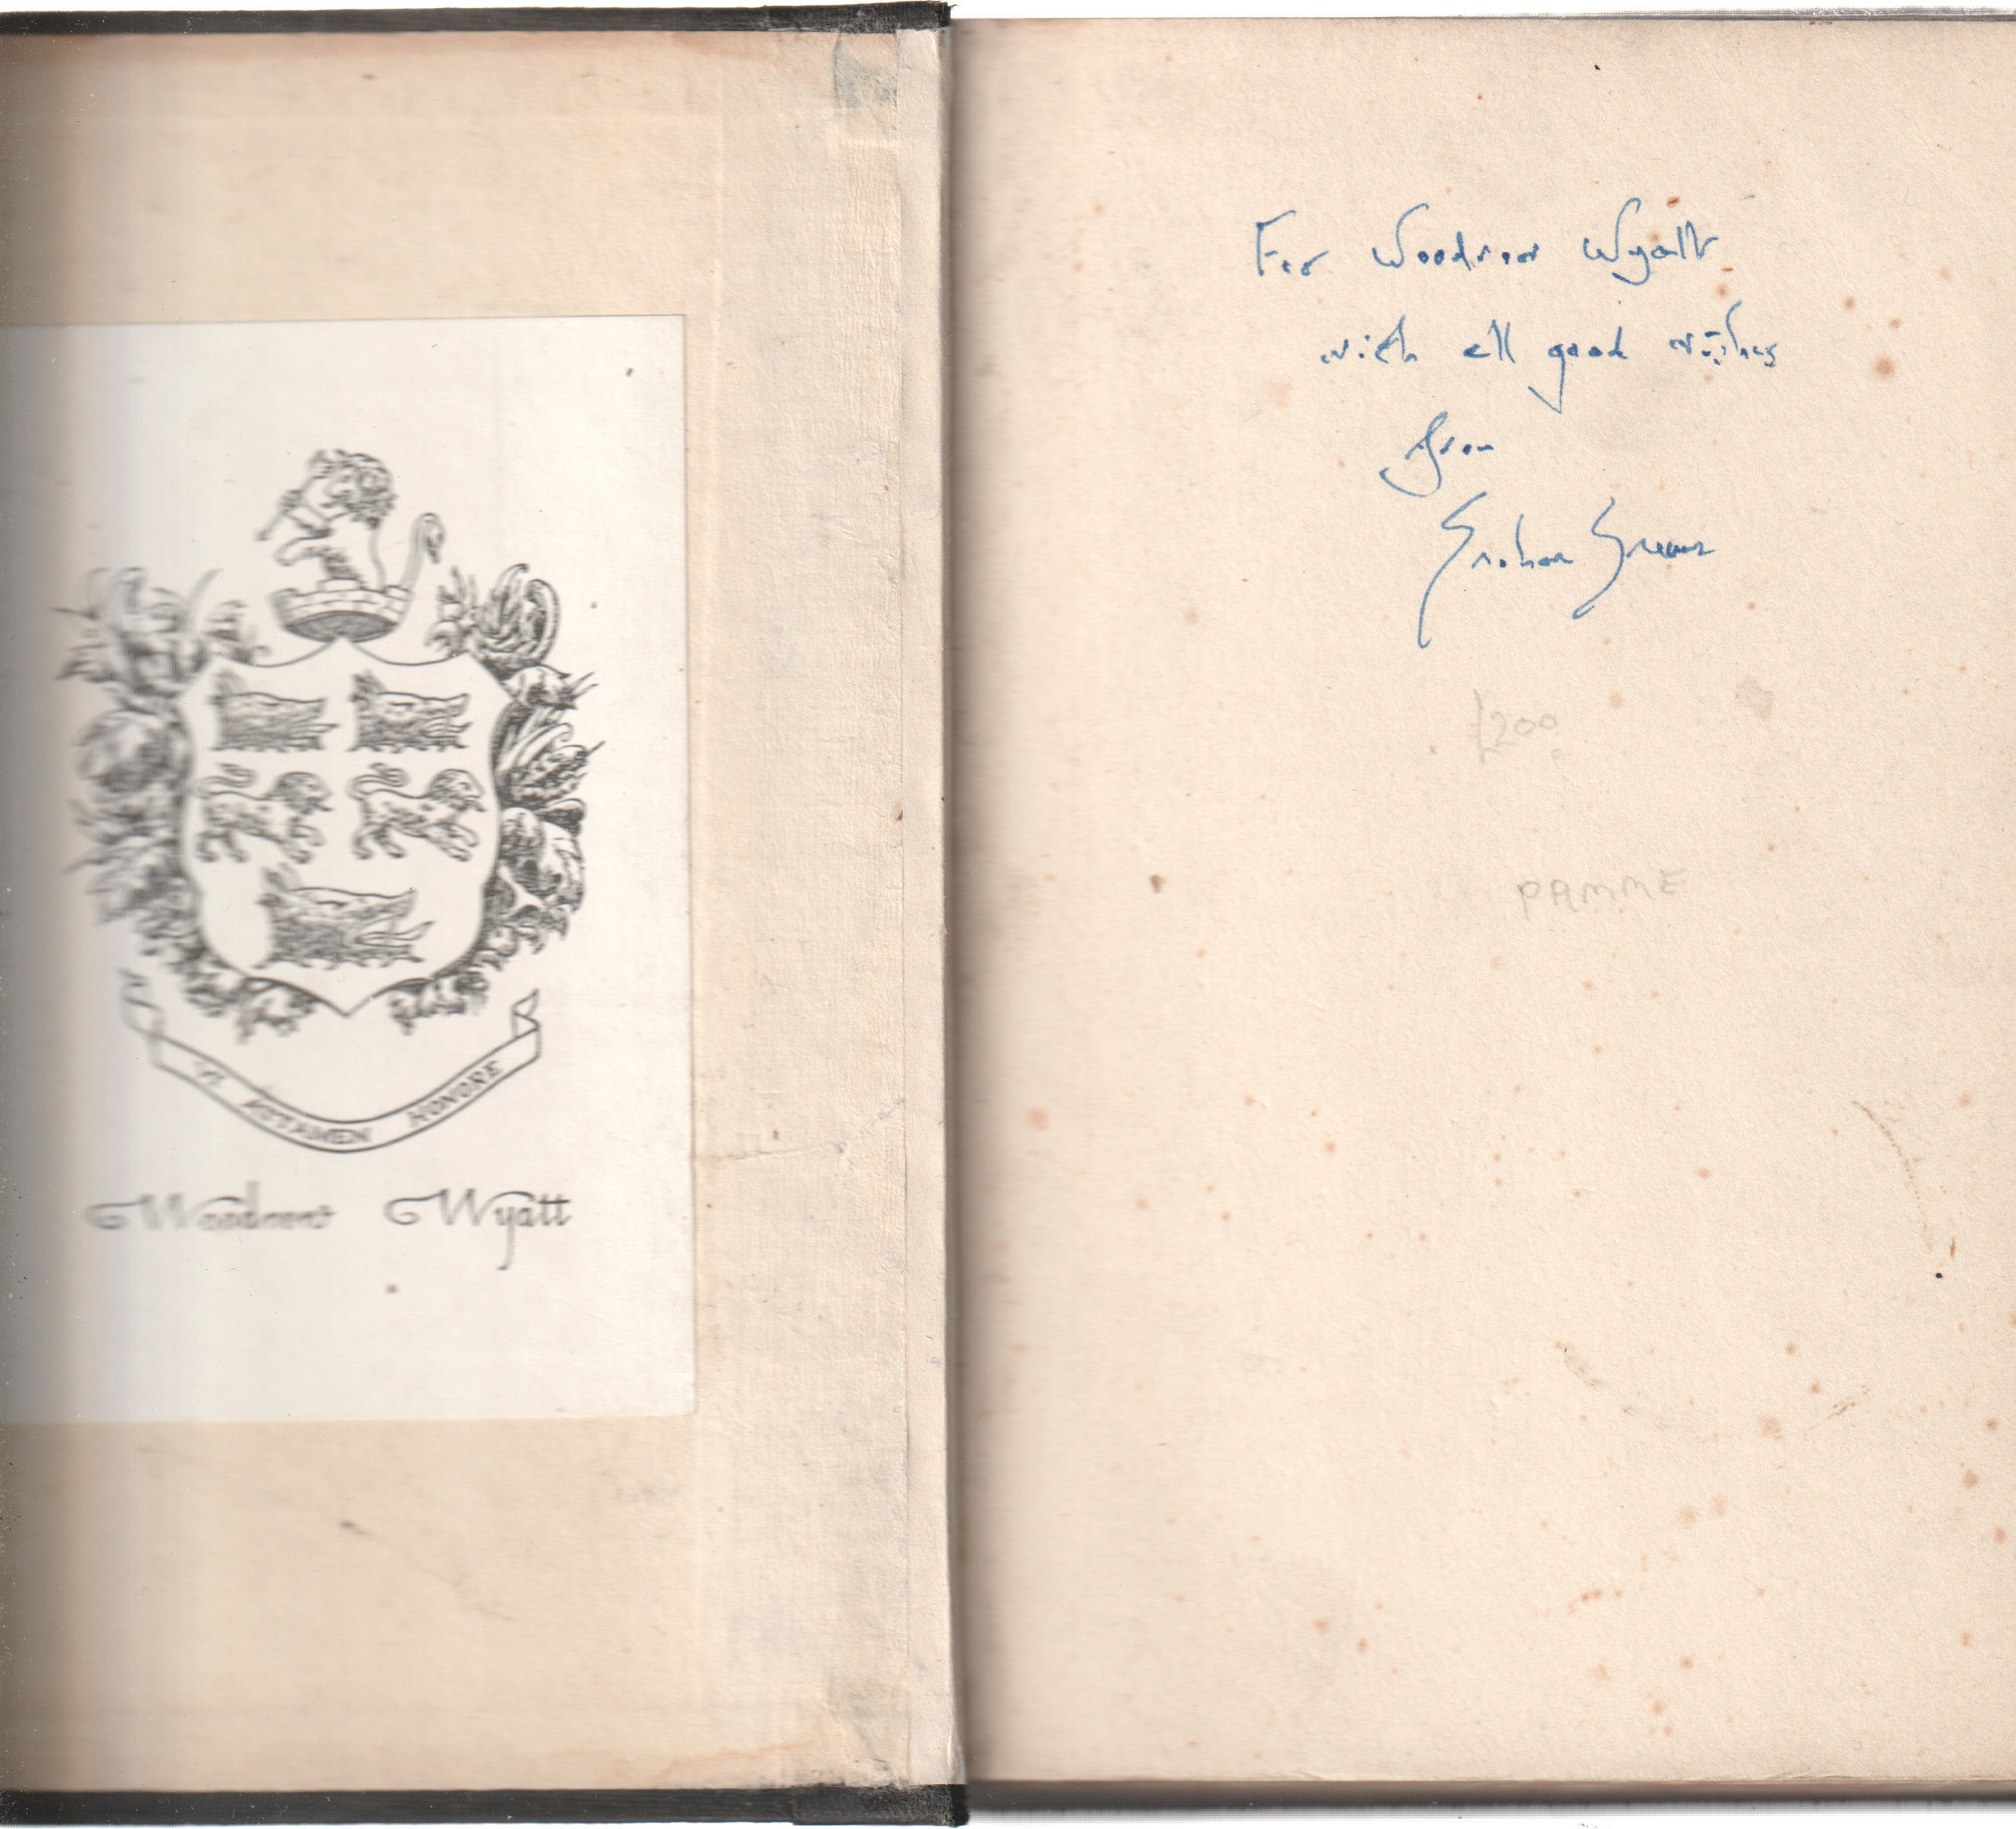 VI ATTAMEN HONORE
Woodrow Wyatt
For Woodrow Wyatt
with all good wishes
from
Graham Greene
£200
PAMME